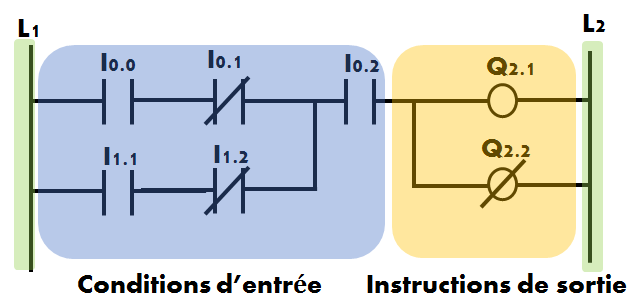 L1
L2
I0.0
I0.1
I0.2
Q2.1
I1.1
I1.2
Q2.2
Conditions d'entrée
Instructions de sortie